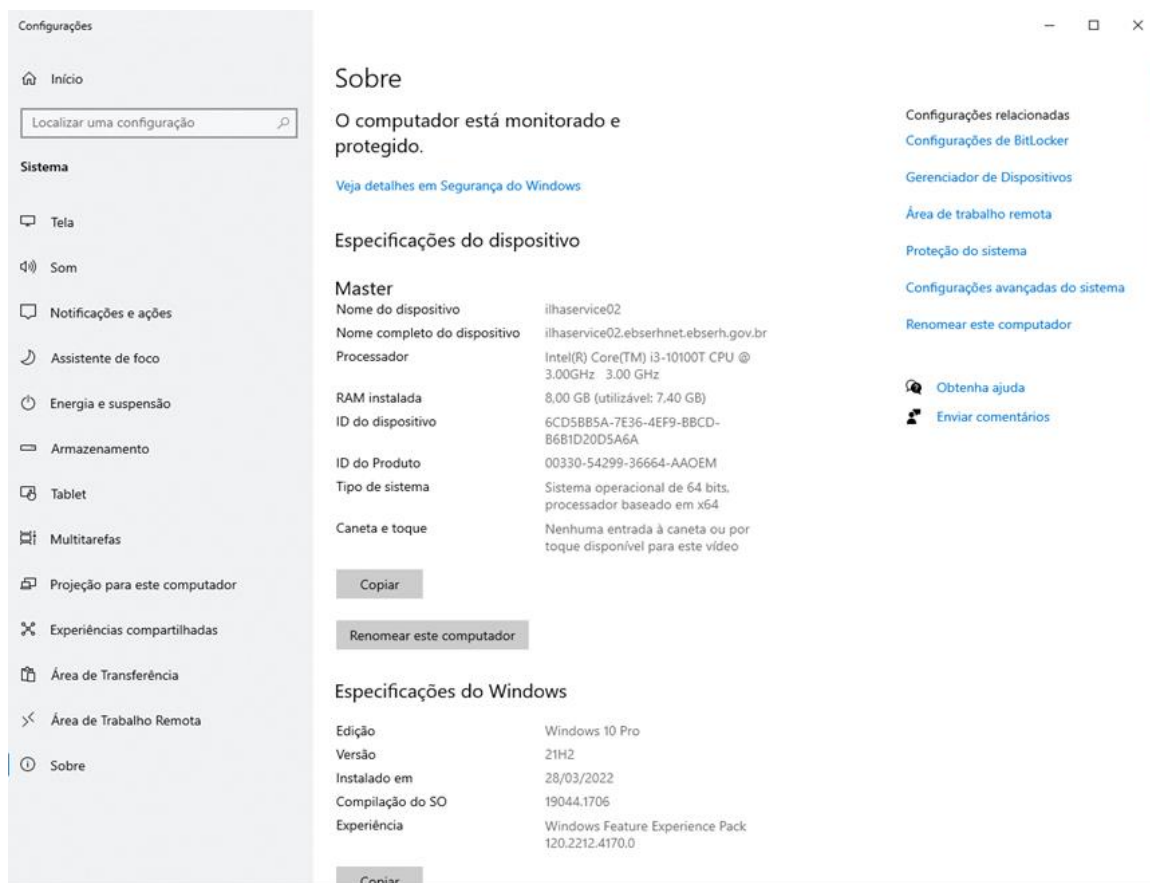 Configurações
Início
Localizar uma configuração
Sistema
Tela
Som
Notificações e ações
Assistente de foco
Energia e suspensão
Armazenamento
Tablet
Multitarefas
Projeção para este computador
Experiências compartilhadas
Área de Transferência
Área de Trabalho Remota
Sobre
Sobre
O computador está monitorado e
protegido.
Veja detalhes em Segurança do Windows
Especificações do dispositivo
Master
Nome do dispositivo ilhaservice02
Nome completo do dispositivo ilhaservice02.ebserhnet.ebserh.gov.br
Processador Intel(R) Core(TM) i3-10100T CPU @
3.00GHz 3.00 GHz
RAM instalada 8,00 GB (utilizável: 7,40 GB)
ID do dispositivo 6CD5BB5A-7E36-4EF9-BBCD-
B6B1D20D5A6A
ID do Produto 00330-54299-36664-AAOEM
Tipo de sistema Sistema operacional de 64 bits,
processador baseado em x64
Caneta e toque Nenhuma entrada à caneta ou por
toque disponível para este vídeo
Copiar
Renomear este computador
Especificações do Windows
Edição Windows 10 Pro
Versão 21H2
Instalado em 28/03/2022
Compilação do SO 19044.1706
Experiência Windows Feature Experience Pack
120.2212.4170.0
Copiar
Configurações relacionadas
Configurações de BitLocker
Gerenciador de Dispositivos
Área de trabalho remota
Proteção do sistema
Configurações avançadas do sistema
Renomear este computador
Obtenha ajuda
Enviar comentários